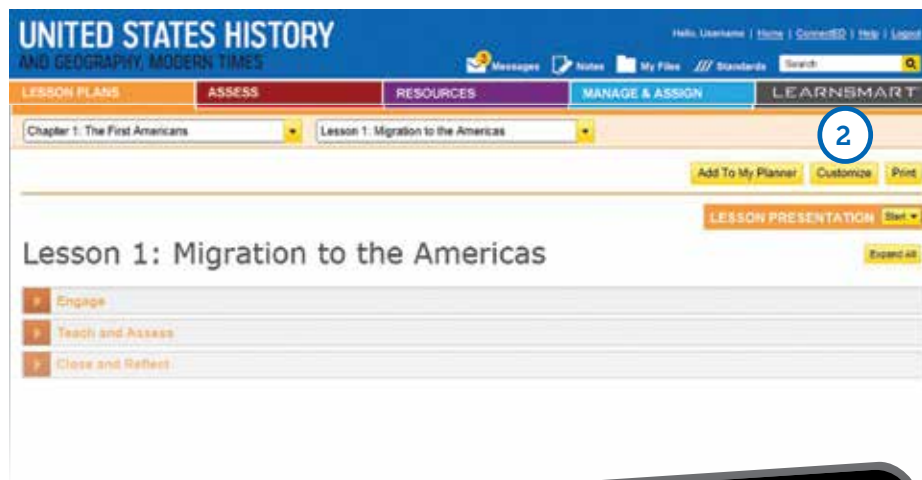 UNITED STATES HISTORY
AND GEOGRAPHY, MODERN TIMES
Hello, Username | Home | ConnectED | Help | Logout
3
Messages Notes My Files /// Standards Search
LESSON PLANS ASSESS RESOURCES MANAGE & ASSIGN LEARNSMART
Chapter 1: The First Americans Lesson 1: Migration to the Americas
2
Add To My Planner Customize Print
LESSON PRESENTATION Start
Lesson 1: Migration to the Americas
Expand All
Engage
Teach and Assess
Close and Reflect